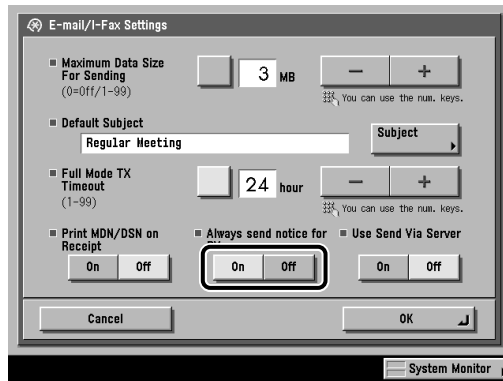 E-mail/I-Fax Settings
Maximum Data Size
For Sending
(0=Off/1-99)
3 MB
- +
You can use the num. keys.
Default Subject
Regular Meeting
Subject
Full Mode TX
Timeout
(1-99)
24 hour
- +
You can use the num. keys.
Print MDN/DSN on
Receipt
On Off
Always send notice for
On Off
Use Send Via Server
On Off
Cancel
OK
System Monitor